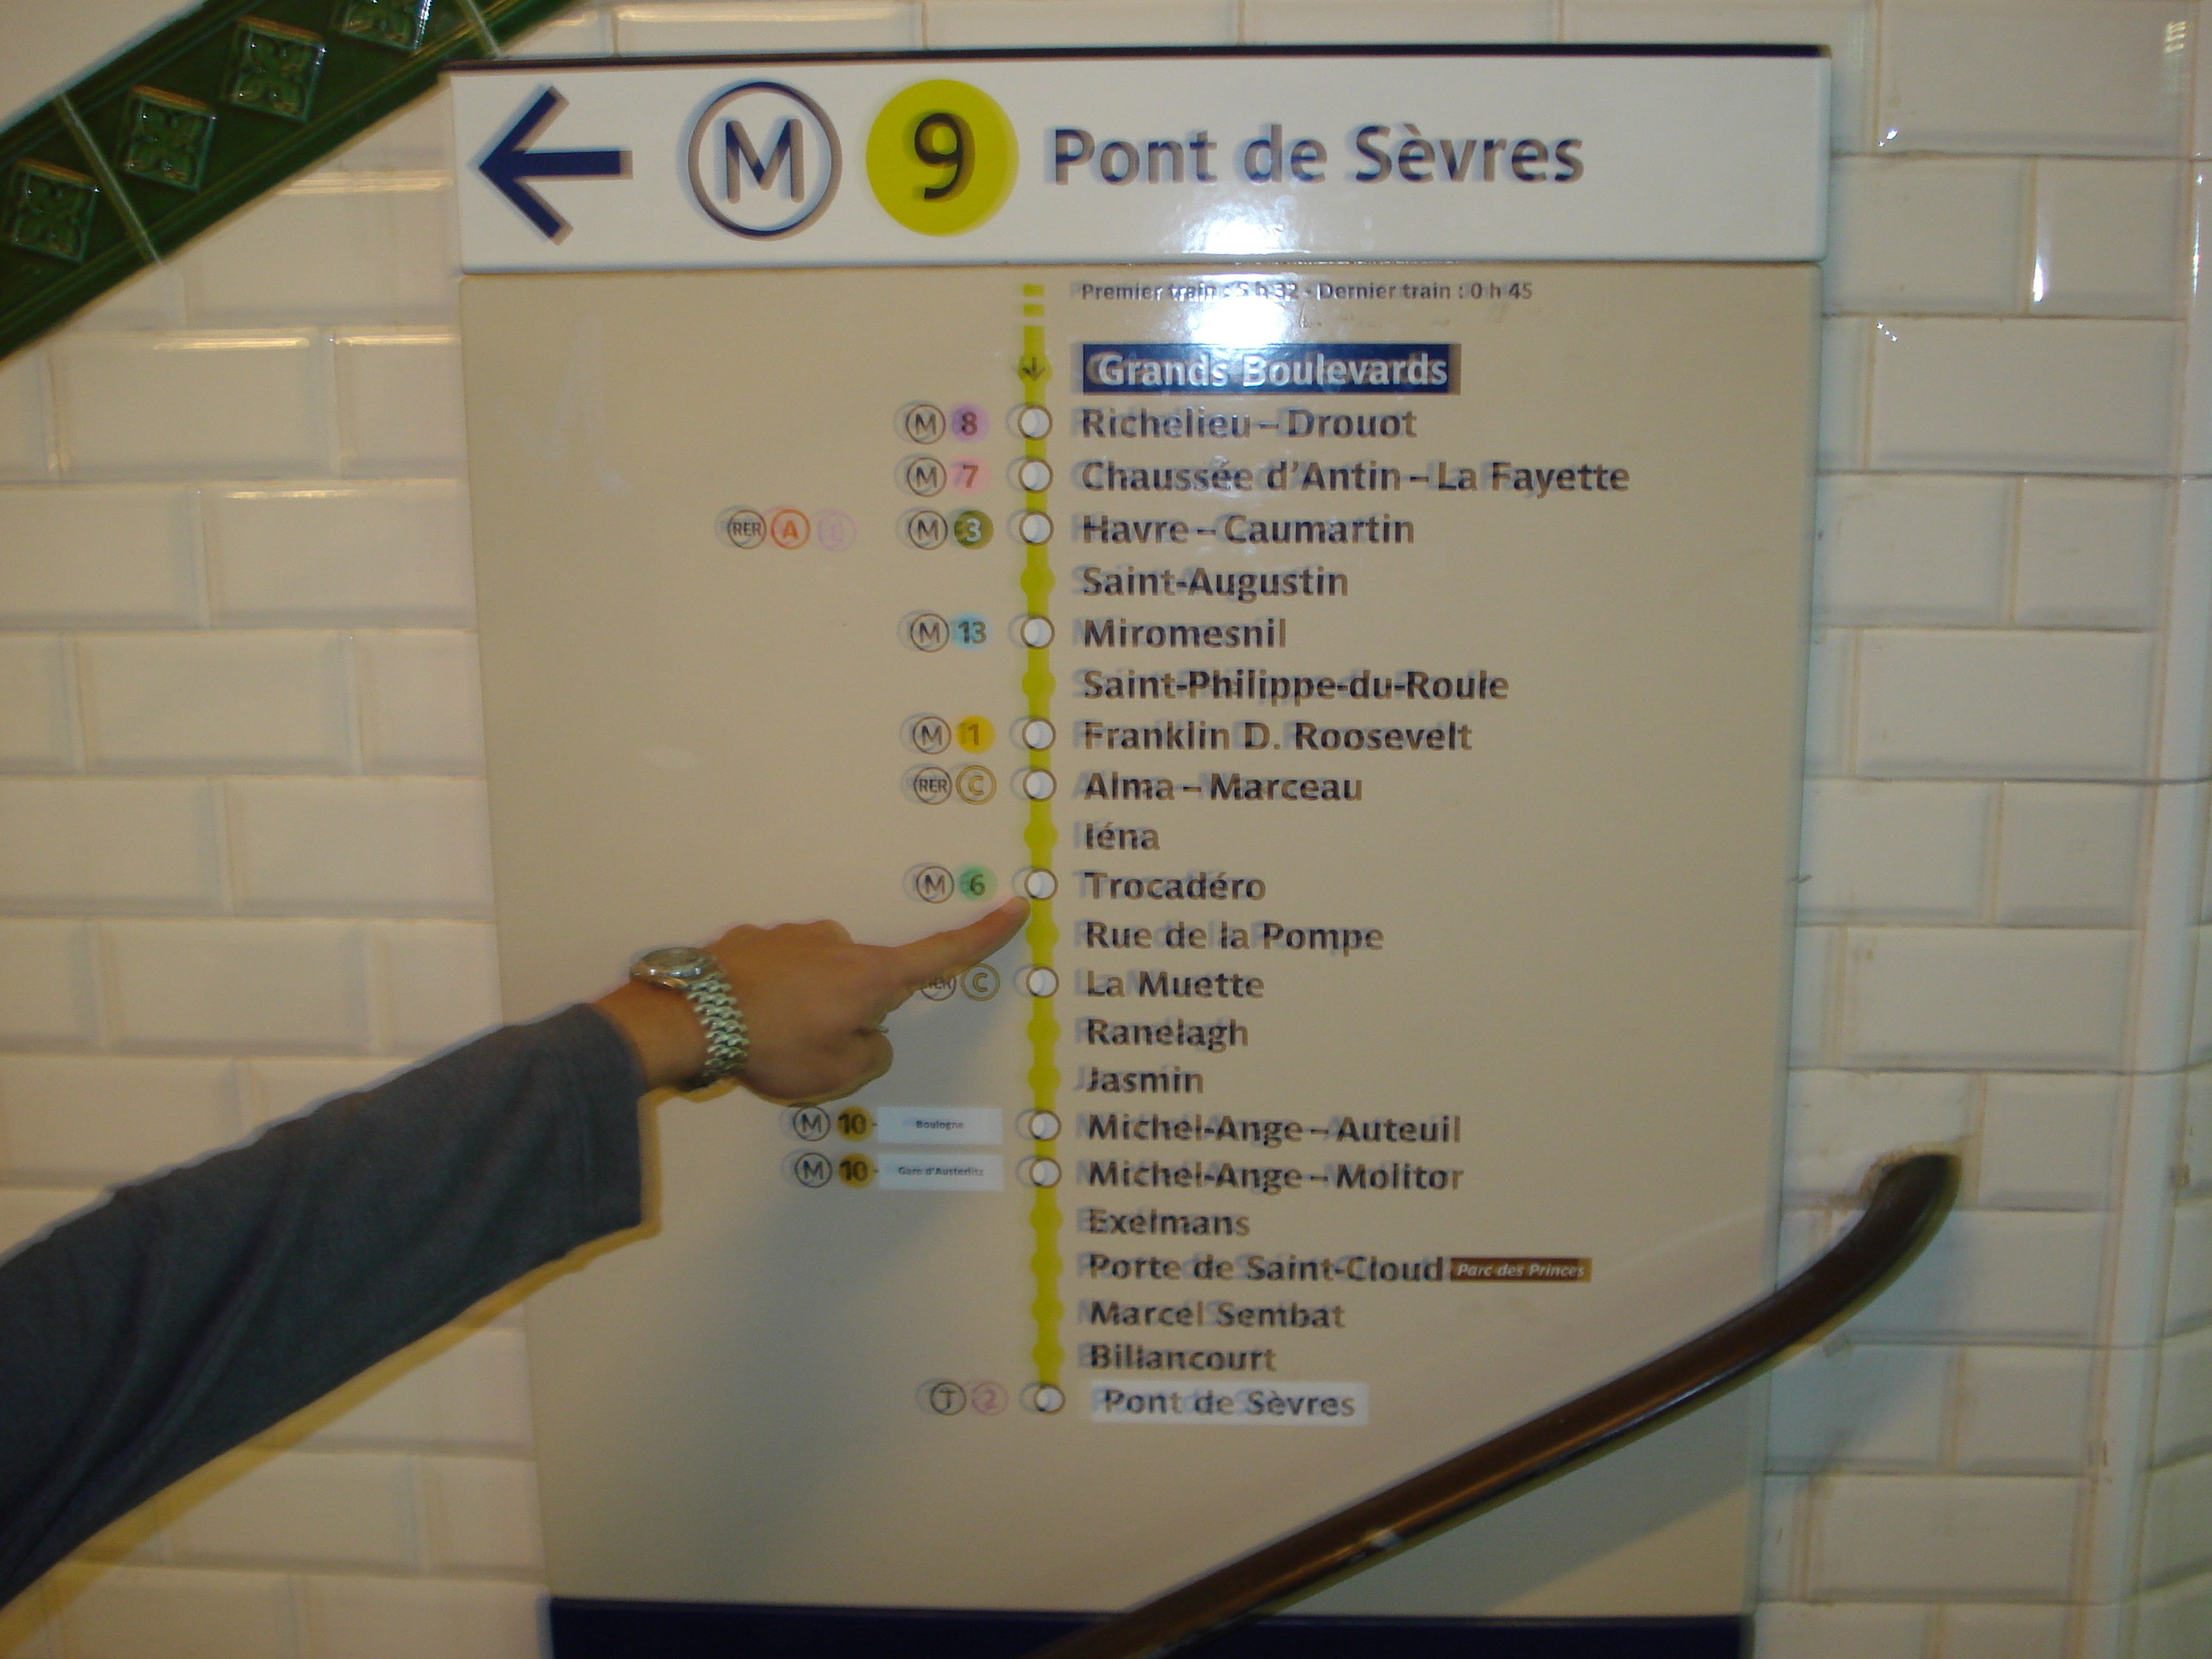 M 9 Pont de Sèvres
Premier train : 5 h 32 - Dernier train : 0 h 45
Grands Boulevards
M 8 Richelieu – Drouot
M 7 Chaussée d'Antin – La Fayette
RER A M 3 Havre – Caumartin
Saint-Augustin
M 13 Miromesnil
Saint-Philippe-du-Roule
M 1 Franklin D. Roosevelt
RER C Alma – Marceau
Iéna
M 6 Trocadéro
Rue de la Pompe
RER C La Muette
Ranelagh
Jasmin
M 10 - Boulogne Michel-Ange – Auteuil
M 10 - Gare d'Austerlitz Michel-Ange – Molitor
Exelmans
Porte de Saint-Cloud Parc des Princes
Marcel Sembat
Billancourt
T 2 Pont de Sèvres